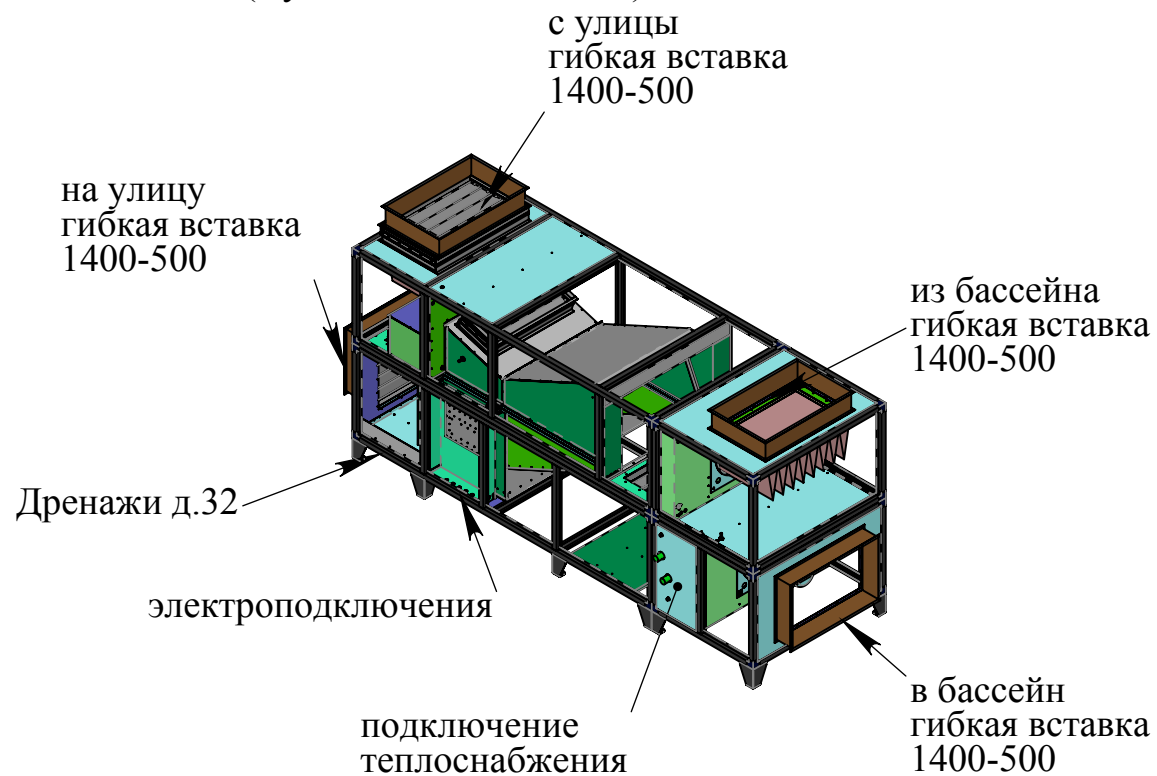 с улицы
гибкая вставка
1400-500
на улицу
гибкая вставка
1400-500
из бассейна
гибкая вставка
1400-500
Дренажи д.32
электроподключения
подключение
теплоснабжения
в бассейн
гибкая вставка
1400-500